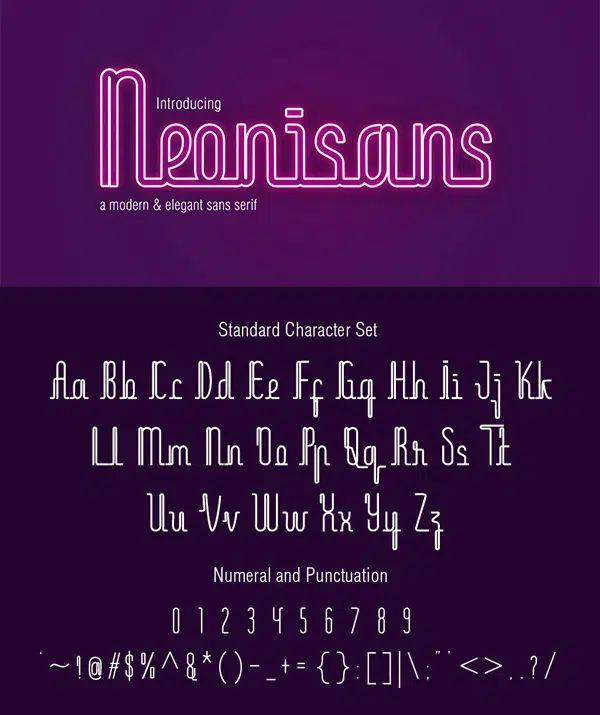 Introducing
Neonisans
a modern & elegant sans serif
Standard Character Set
Aa Bb Cc Dd Ee Ff Gg Hh Ii Jj Kk
Ll Mm Nn Oo Pp Qq Rr Ss Tt
Uu Vv Ww Xx Yy Zz
Numeral and Punctuation
0 1 2 3 4 5 6 7 8 9
` ~ ! @ # $ % ^ & * ( ) - _ + = { } : [ ] | \ ; " ' < > , . ? /